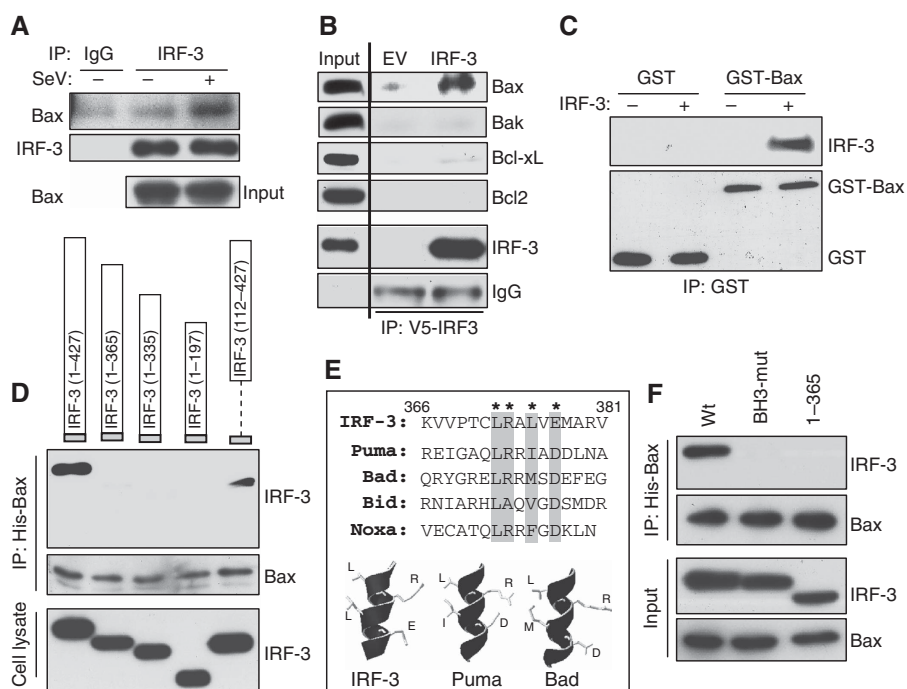 A
IP: IgG IRF-3
SeV: – – +
Bax
IRF-3
Bax Input
B
Input EV IRF-3
Bax
Bak
Bcl-xL
Bcl2
IRF-3
IgG
IP: V5-IRF3
C
GST GST-Bax
IRF-3: – + – +
IRF-3
GST-Bax
GST
IP: GST
D
IRF-3 (1–427)
IRF-3 (1–365)
IRF-3 (1–335)
IRF-3 (1–197)
IRF-3 (112–427)
IP: His-Bax
IRF-3
Bax
Cell lysate
IRF-3
E
366 381
* * * *
IRF-3: KVVPTCLRALVEMARV
Puma: REIGAQLRRIADDLNA
Bad: QRYGRELRRMSDEFEG
Bid: RNIARHLAQVGDSMDR
Noxa: VECATQLRRFGDKLN
L R L E
L R I D
L R M D
IRF-3 Puma Bad
F
Wt BH3-mut 1–365
IP: His-Bax
IRF-3
Bax
Input
IRF-3
Bax